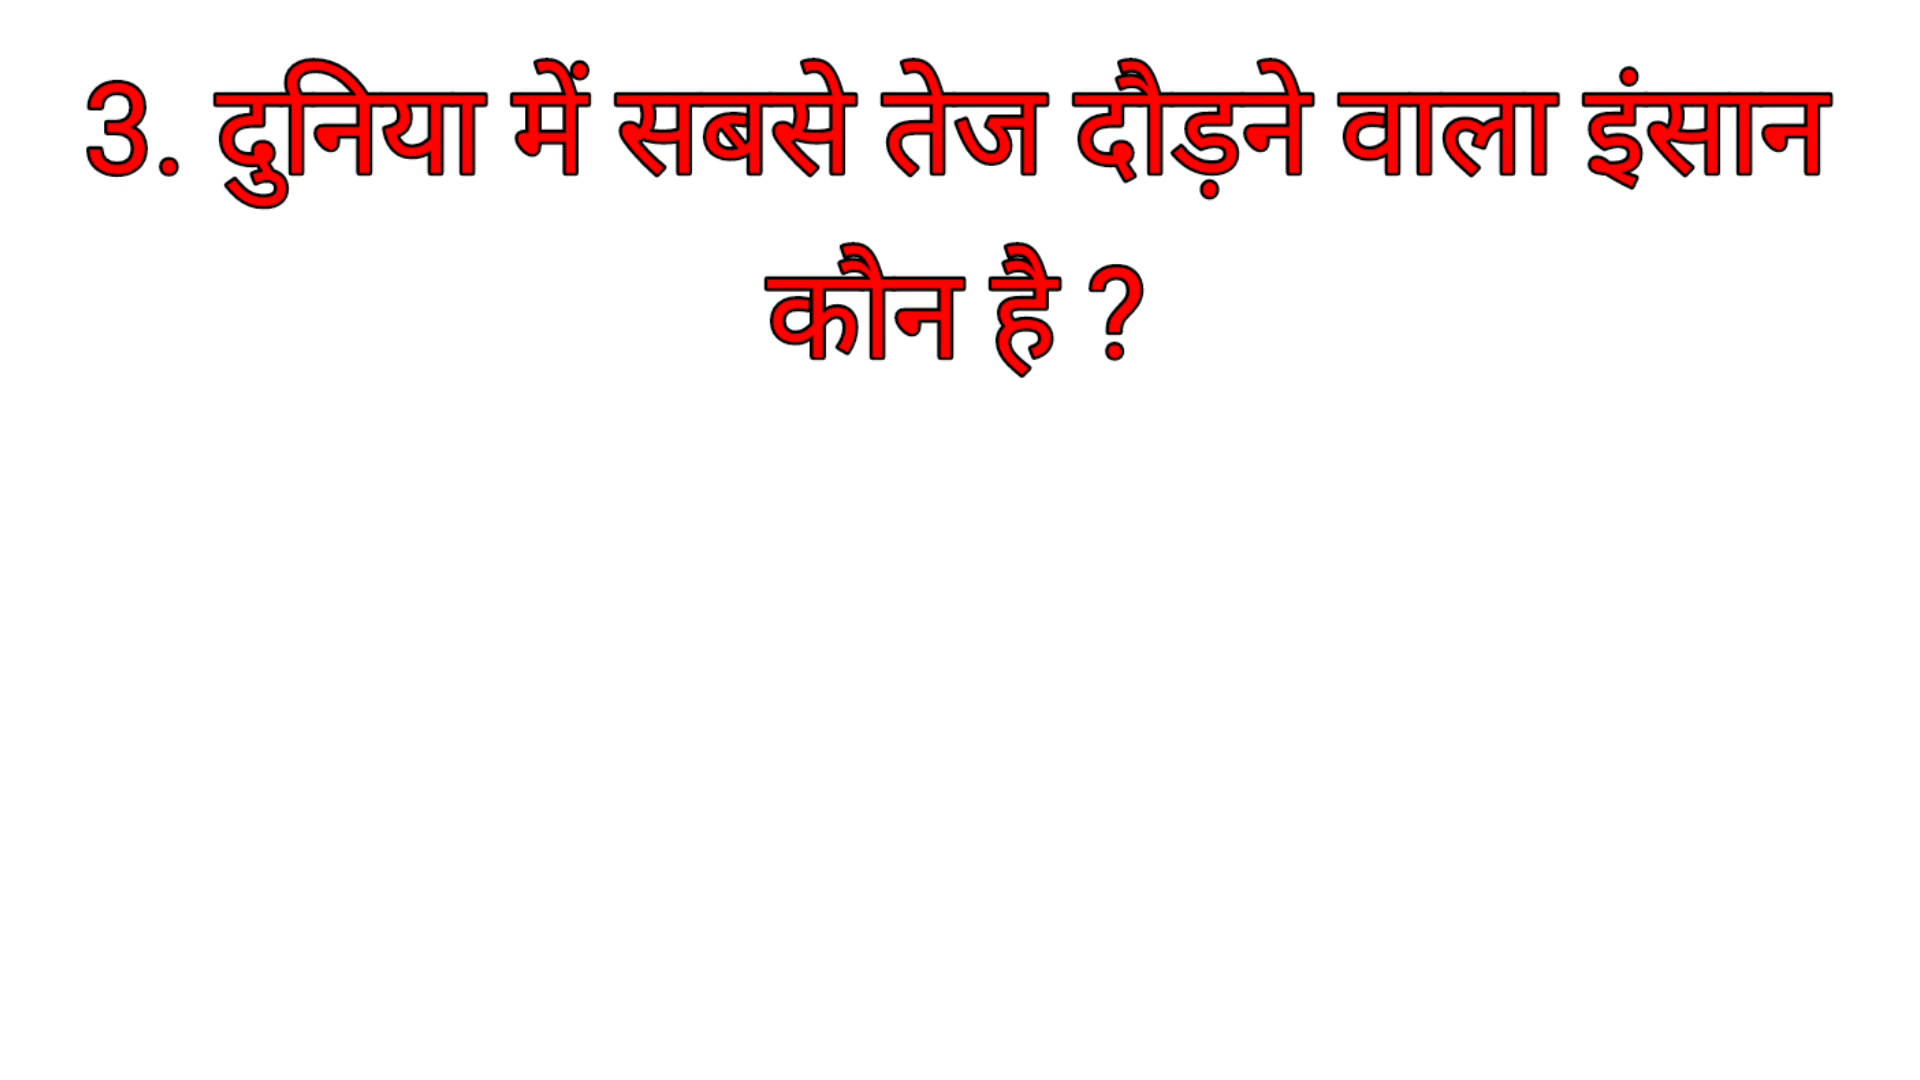 3. दुनिया में सबसे तेज दौड़ने वाला इंसान
कौन है ?